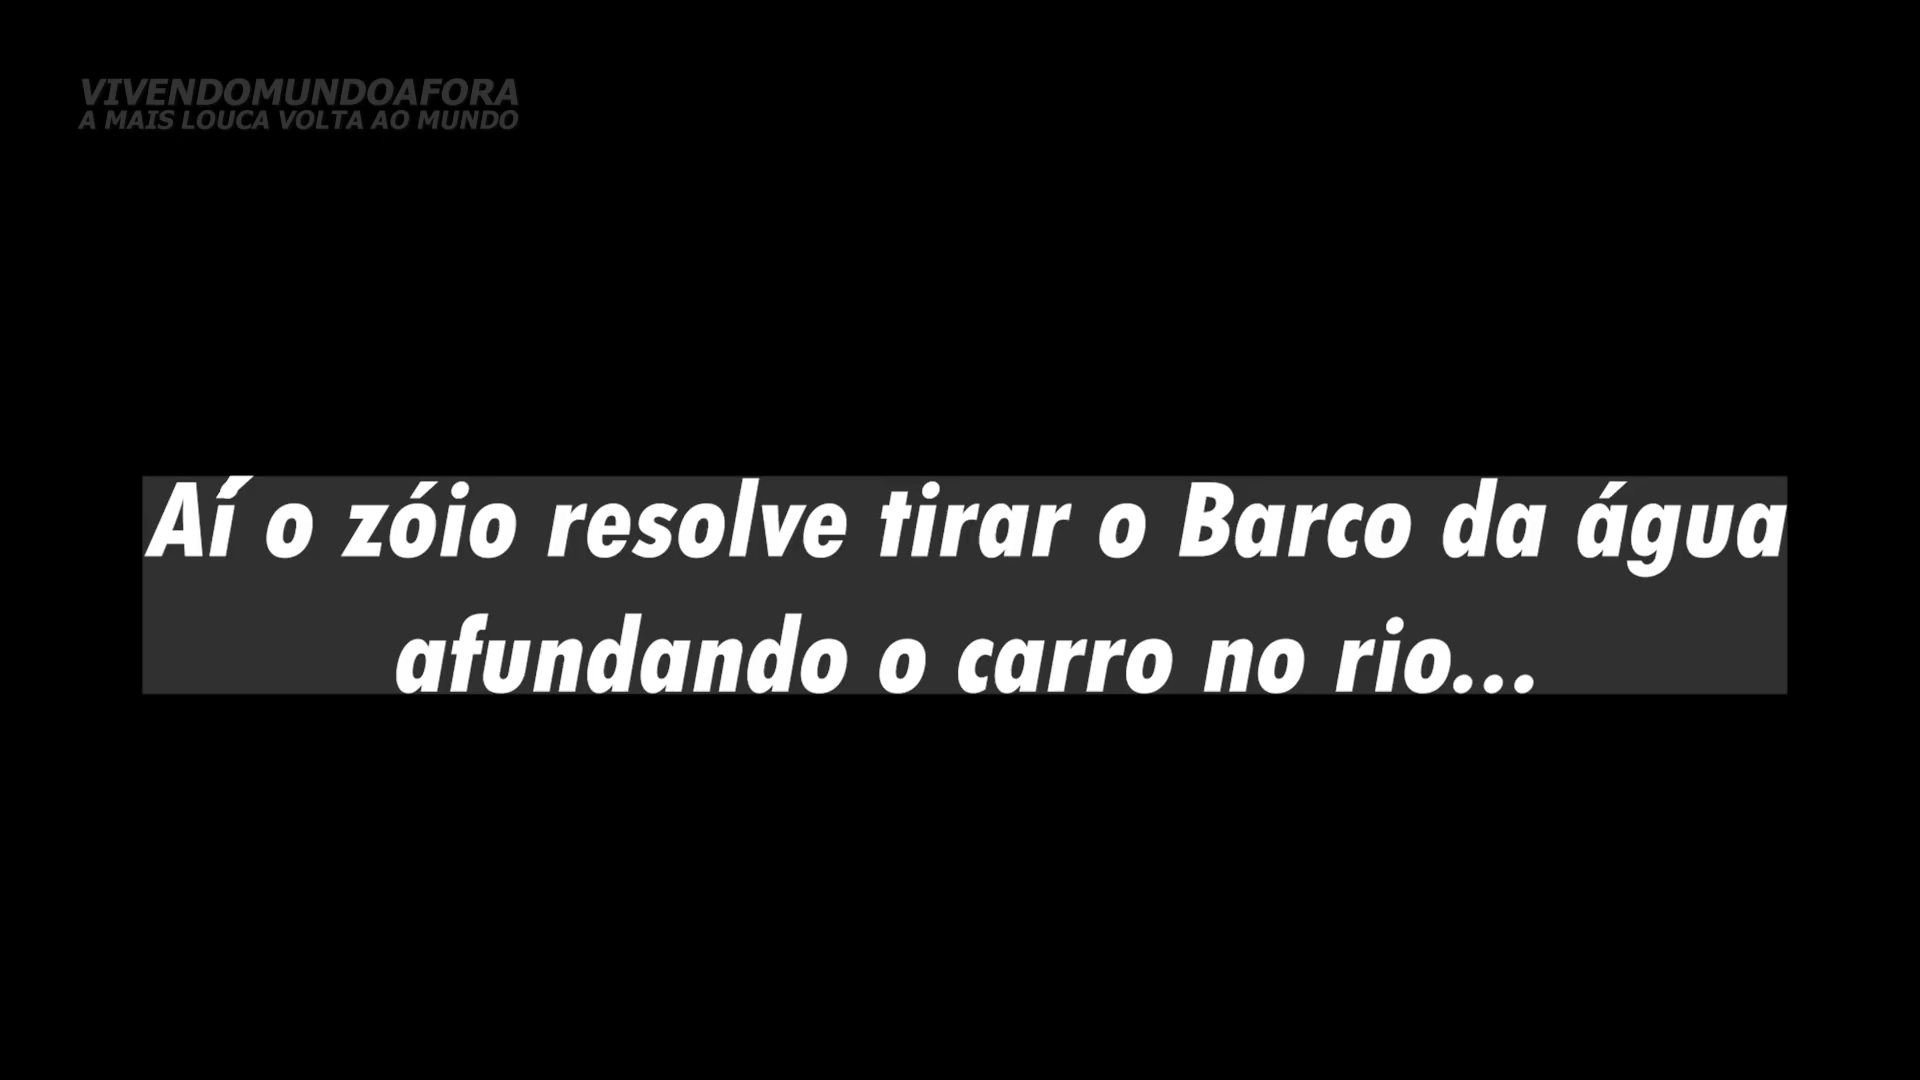 VIVENDOMUNDOAFORA
A MAIS LOUCA VOLTA AO MUNDO
Aí o zóio resolve tirar o Barco da água
afundando o carro no rio...